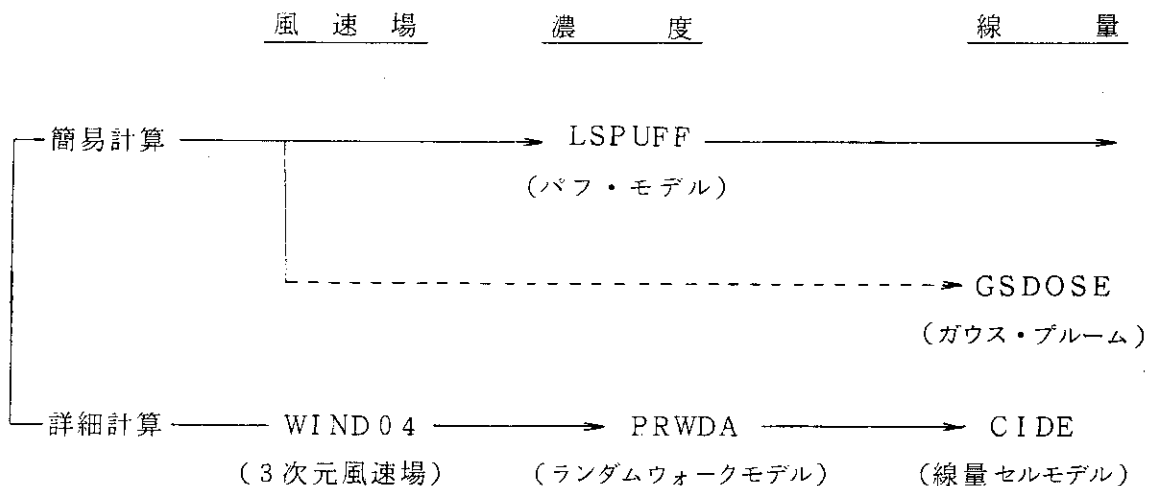 風速場 濃度 線量
簡易計算 LSPUFF
(パフ・モデル)
GSDOSE
(ガウス・プルーム)
詳細計算 WIND04 PRWDA CIDE
(3次元風速場) (ランダムウォークモデル) (線量セルモデル)